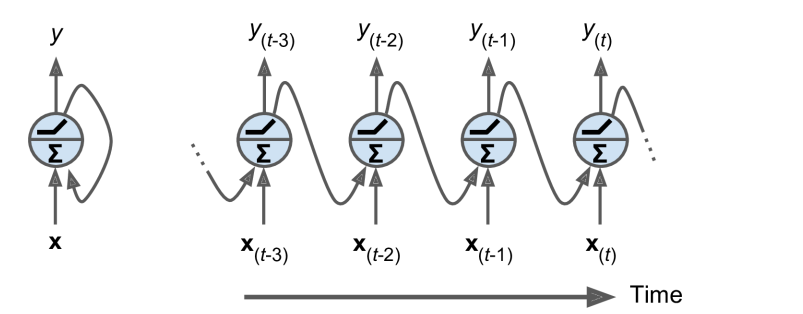 y y(t-3) y(t-2) y(t-1) y(t)
Σ Σ Σ Σ Σ
x x(t-3) x(t-2) x(t-1) x(t)
Time